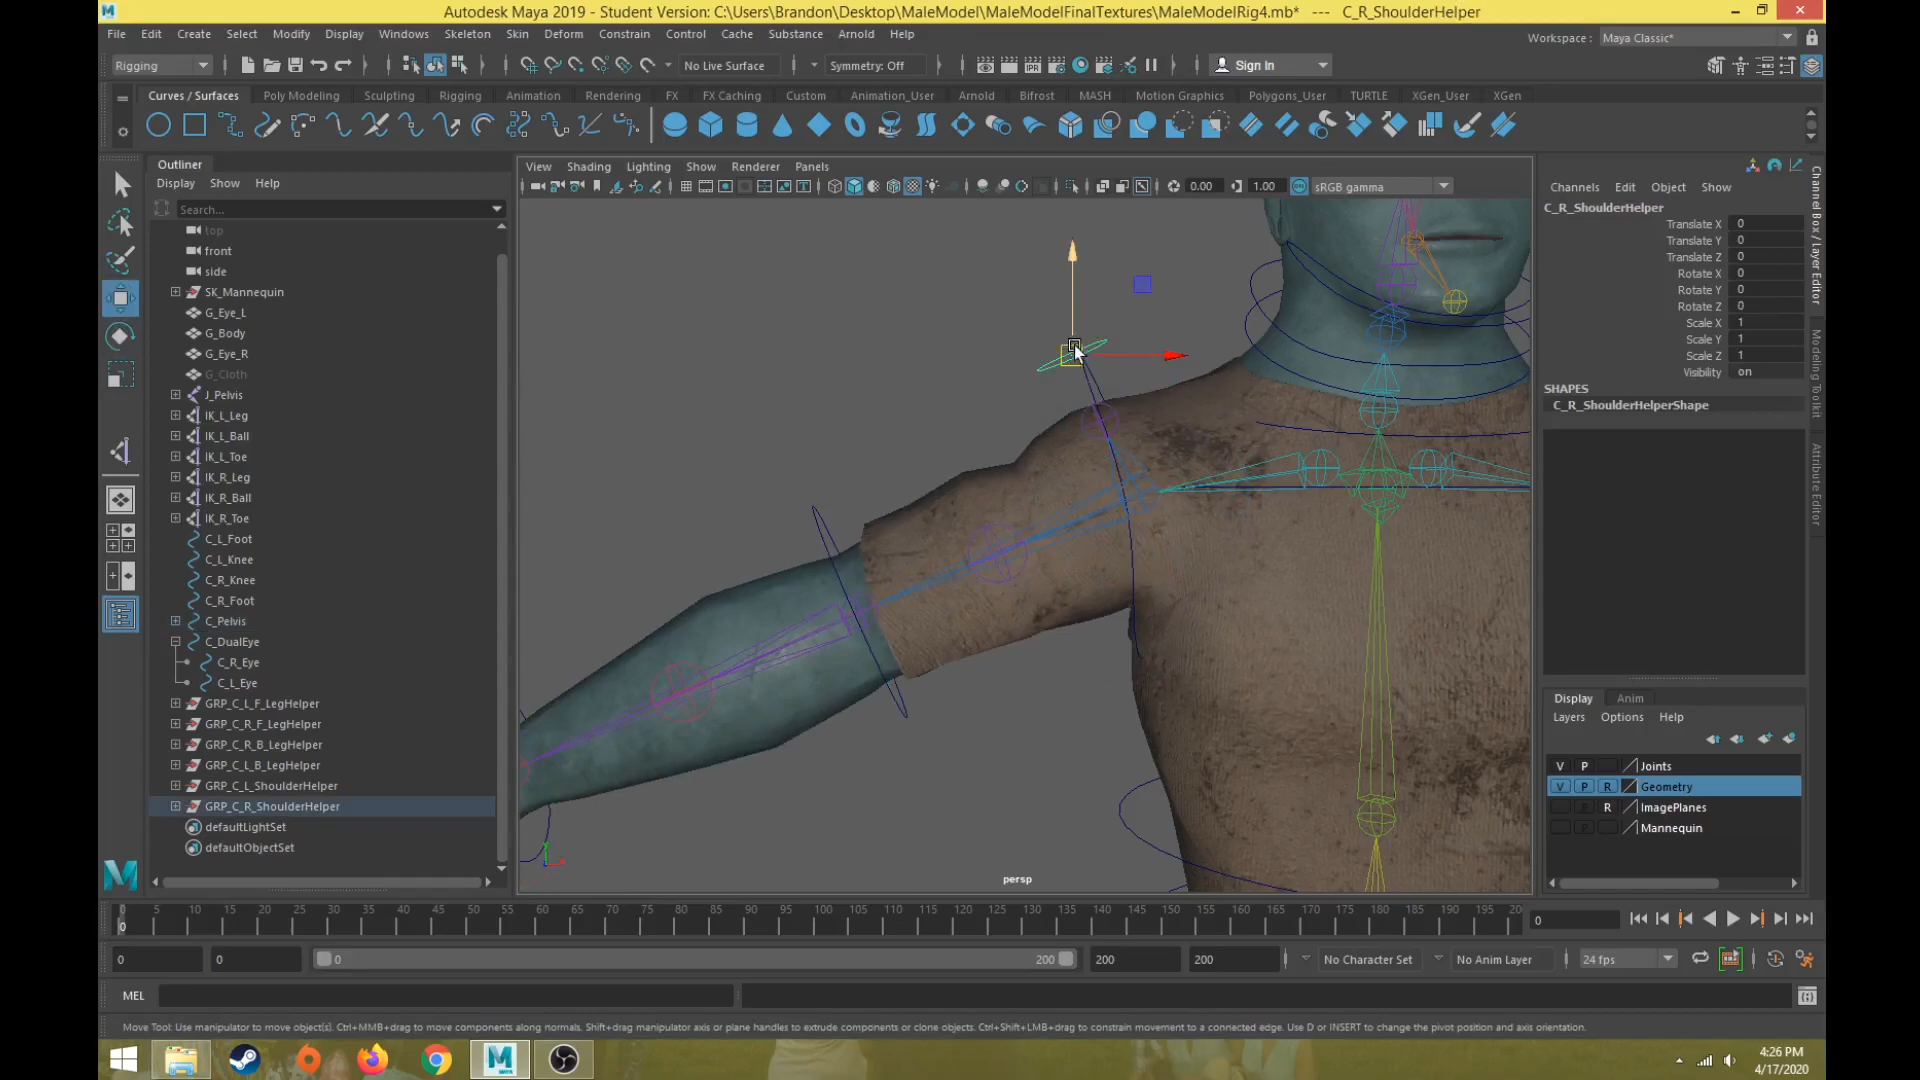 Autodesk Maya 2019 - Student Version: C:\Users\Brandon\Desktop\MaleModel\MaleModelFinalTextures\MaleModelRig4.mb*   ---   C_R_ShoulderHelper
File Edit Create Select Modify Display Windows Skeleton Skin Deform Constrain Control Cache Substance Arnold Help
Workspace : Maya Classic*
Rigging No Live Surface Symmetry: Off Sign In
Curves / Surfaces Poly Modeling Sculpting Rigging Animation Rendering FX FX Caching Custom Animation_User Arnold Bifrost MASH Motion Graphics Polygons_User TURTLE XGen_User XGen
Outliner
Display Show Help
Search...
top
front
side
SK_Mannequin
G_Eye_L
G_Body
G_Eye_R
G_Cloth
J_Pelvis
IK_L_Leg
IK_L_Ball
IK_L_Toe
IK_R_Leg
IK_R_Ball
IK_R_Toe
C_L_Foot
C_L_Knee
C_R_Knee
C_R_Foot
C_Pelvis
C_DualEye
C_R_Eye
C_L_Eye
GRP_C_L_F_LegHelper
GRP_C_R_F_LegHelper
GRP_C_R_B_LegHelper
GRP_C_L_B_LegHelper
GRP_C_L_ShoulderHelper
GRP_C_R_ShoulderHelper
defaultLightSet
defaultObjectSet
View Shading Lighting Show Renderer Panels
0.00 1.00 sRGB gamma
persp
Channels Edit Object Show
C_R_ShoulderHelper
Translate X 0
Translate Y 0
Translate Z 0
Rotate X 0
Rotate Y 0
Rotate Z 0
Scale X 1
Scale Y 1
Scale Z 1
Visibility on
SHAPES
C_R_ShoulderHelperShape
Display Anim
Layers Options Help
V P Joints
V P R Geometry
R ImagePlanes
P Mannequin
Channel Box / Layer Editor
Modeling Toolkit
Attribute Editor
0 5 10 15 20 25 30 35 40 45 50 55 60 65 70 75 80 85 90 95 100 105 110 115 120 125 130 135 140 145 150 155 160 165 170 175 180 185 190 195 20
0
0
0 0 0 200 200 200 No Character Set No Anim Layer 24 fps
MEL
Move Tool: Use manipulator to move object(s). Ctrl+MMB+drag to move components along normals. Shift+drag manipulator axis or plane handles to extrude components or clone objects. Ctrl+Shift+LMB+drag to constrain movement to a connected edge. Use D or INSERT to change the pivot position and axis orientation.
4:26 PM
4/17/2020